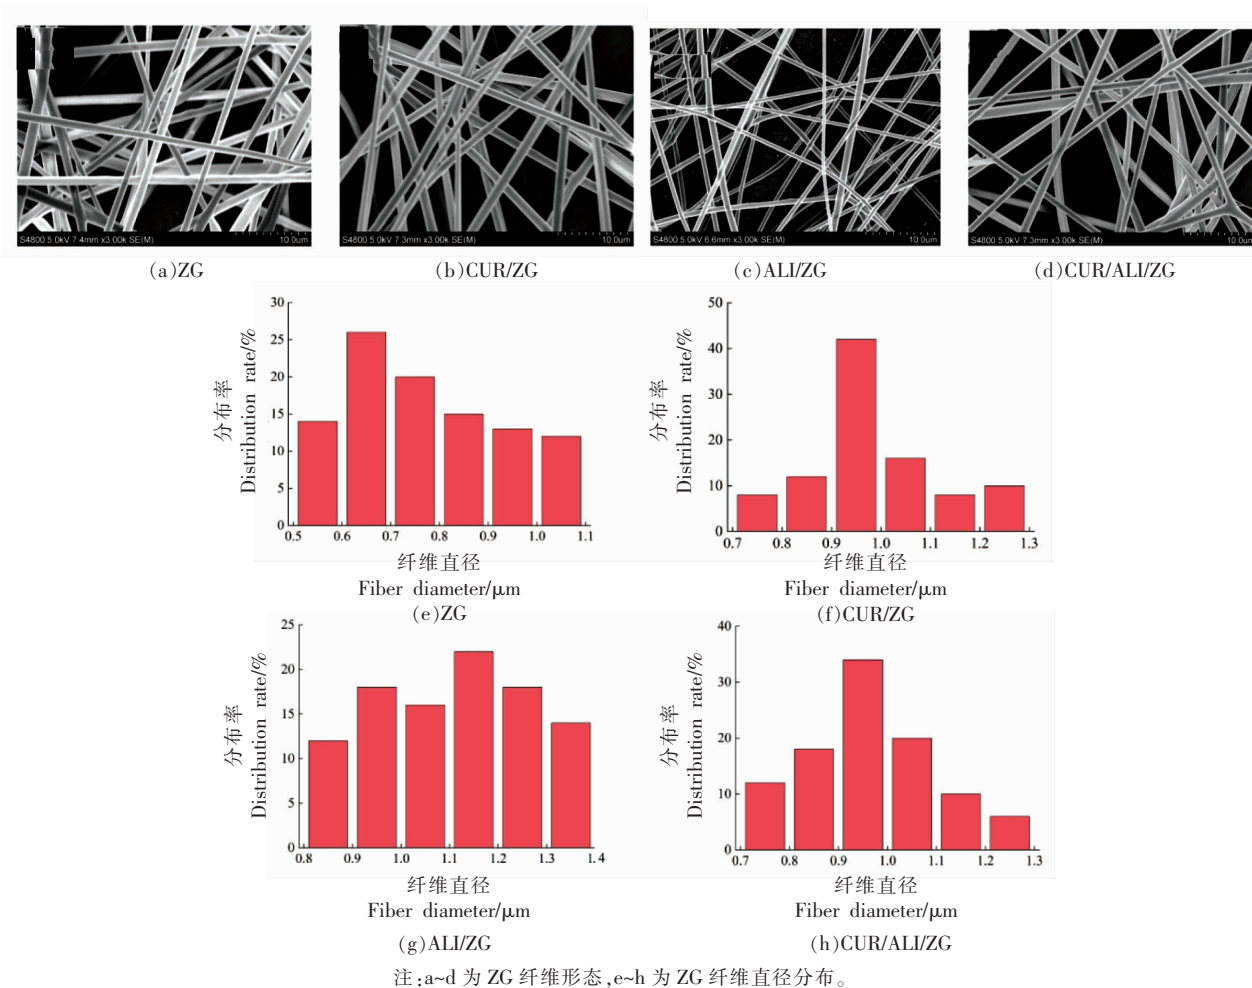 S4800 5.0kV 7.4mm x3.00k SE(M) 10.0um
S4800 5.0kV 7.3mm x3.00k SE(M) 10.0um
S4800 5.0kV 6.6mm x3.00k SE(M) 10.0um
S4800 5.0kV 7.3mm x3.00k SE(M) 10.0um
(a)ZG
(b)CUR/ZG
(c)ALI/ZG
(d)CUR/ALI/ZG
分布率
Distribution rate/%
30
25
20
15
10
5
0
0.5 0.6 0.7 0.8 0.9 1.0 1.1
纤维直径
Fiber diameter/μm
(e)ZG
分布率
Distribution rate/%
50
40
30
20
10
0
0.7 0.8 0.9 1.0 1.1 1.2 1.3
纤维直径
Fiber diameter/μm
(f)CUR/ZG
分布率
Distribution rate/%
25
20
15
10
5
0
0.8 0.9 1.0 1.1 1.2 1.3 1.4
纤维直径
Fiber diameter/μm
(g)ALI/ZG
分布率
Distribution rate/%
40
30
20
10
0
0.7 0.8 0.9 1.0 1.1 1.2 1.3
纤维直径
Fiber diameter/μm
(h)CUR/ALI/ZG
注:a~d 为 ZG 纤维形态,e~h 为 ZG 纤维直径分布。